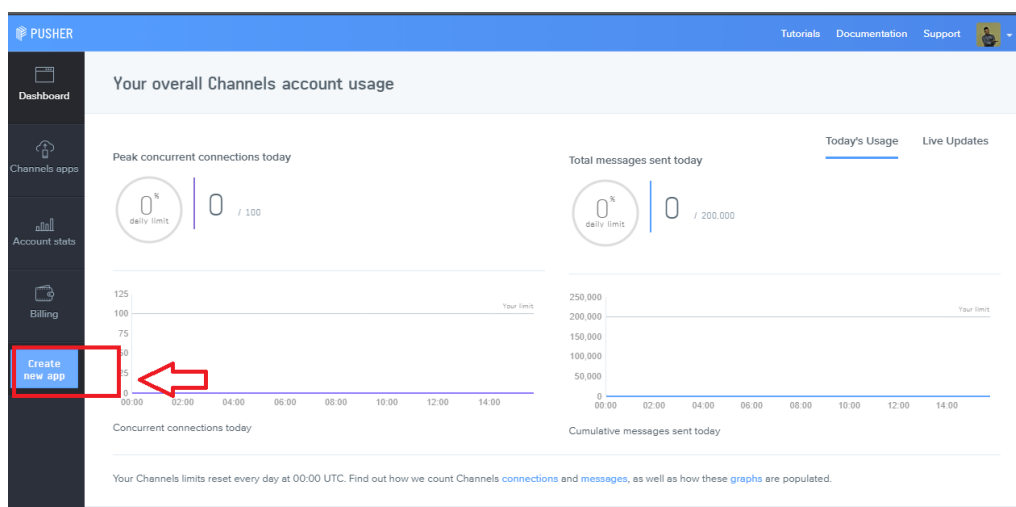 PUSHER
Tutorials Documentation Support
Dashboard
Channels apps
Account stats
Billing
Create
new app
Your overall Channels account usage
Today's Usage Live Updates
Peak concurrent connections today
0 %
daily limit
0 / 100
125
100
75
50
25
0
Your limit
00:00 02:00 04:00 06:00 08:00 10:00 12:00 14:00
Concurrent connections today
Total messages sent today
0 %
daily limit
0 / 200,000
250,000
200,000
150,000
100,000
50,000
0
Your limit
00:00 02:00 04:00 06:00 08:00 10:00 12:00 14:00
Cumulative messages sent today
Your Channels limits reset every day at 00:00 UTC. Find out how we count Channels connections and messages, as well as how these graphs are populated.